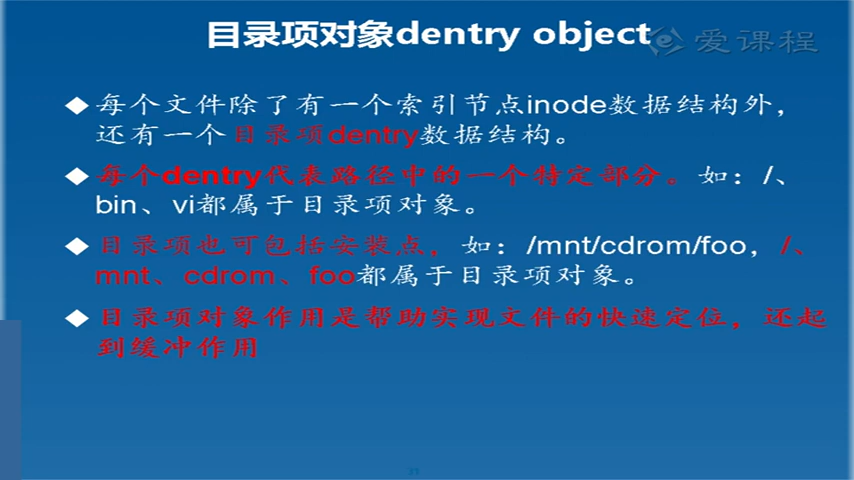 目录项对象dentry object
爱课程
◆每个文件除了有一个索引节点inode数据结构外，
还有一个目录项dentry数据结构。
◆每个dentry代表路径中的一个特定部分。如：/、
bin、vi都属于目录项对象。
◆目录项也可包括安装点，如：/mnt/cdrom/foo，/、
mnt、cdrom、foo都属于目录项对象。
◆目录项对象作用是帮助实现文件的快速定位，还起
到缓冲作用